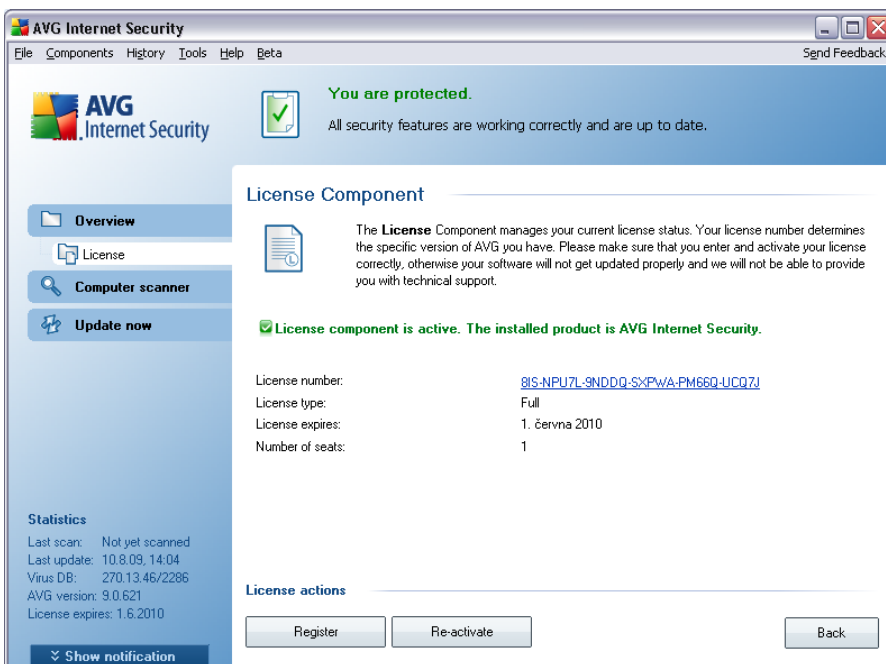 AVG Internet Security
File Components History Tools Help Beta
Send Feedback
AVG
Internet Security
You are protected.
All security features are working correctly and are up to date.
Overview
License
Computer scanner
Update now
License Component
The License Component manages your current license status. Your license number determines
the specific version of AVG you have. Please make sure that you enter and activate your license
correctly, otherwise your software will not get updated properly and we will not be able to provide
you with technical support.
License component is active. The installed product is AVG Internet Security.
License number: 8IS-NPU7L-9NDDQ-SXPWA-PM66Q-UCQ7J
License type: Full
License expires: 1. června 2010
Number of seats: 1
Statistics
Last scan: Not yet scanned
Last update: 10.8.09, 14:04
Virus DB: 270.13.46/2286
AVG version: 9.0.621
License expires: 1.6.2010
Show notification
License actions
Register
Re-activate
Back